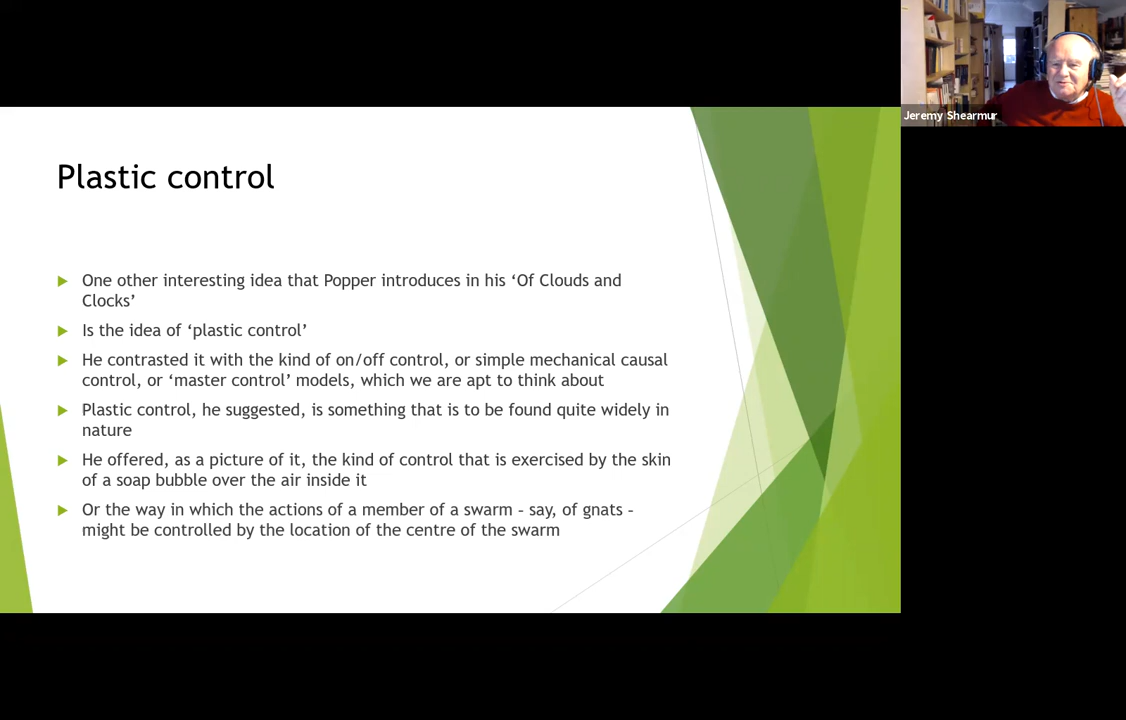 Jeremy Shearmur
Plastic control
One other interesting idea that Popper introduces in his ‘Of Clouds and
Clocks’
Is the idea of ‘plastic control’
He contrasted it with the kind of on/off control, or simple mechanical causal
control, or ‘master control’ models, which we are apt to think about
Plastic control, he suggested, is something that is to be found quite widely in
nature
He offered, as a picture of it, the kind of control that is exercised by the skin
of a soap bubble over the air inside it
Or the way in which the actions of a member of a swarm – say, of gnats –
might be controlled by the location of the centre of the swarm